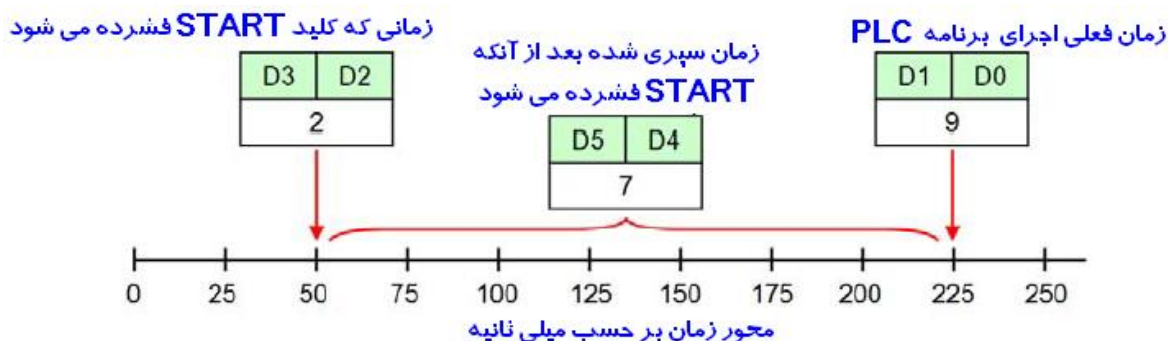 زمانی که کلید START فشرده می شود
D3 D2
2
زمان سپری شده بعد از آنکه
START فشرده می شود
D5 D4
7
زمان فعلی اجرای برنامه PLC
D1 D0
9
0 25 50 75 100 125 150 175 200 225 250
محور زمان بر حسب میلی ثانیه